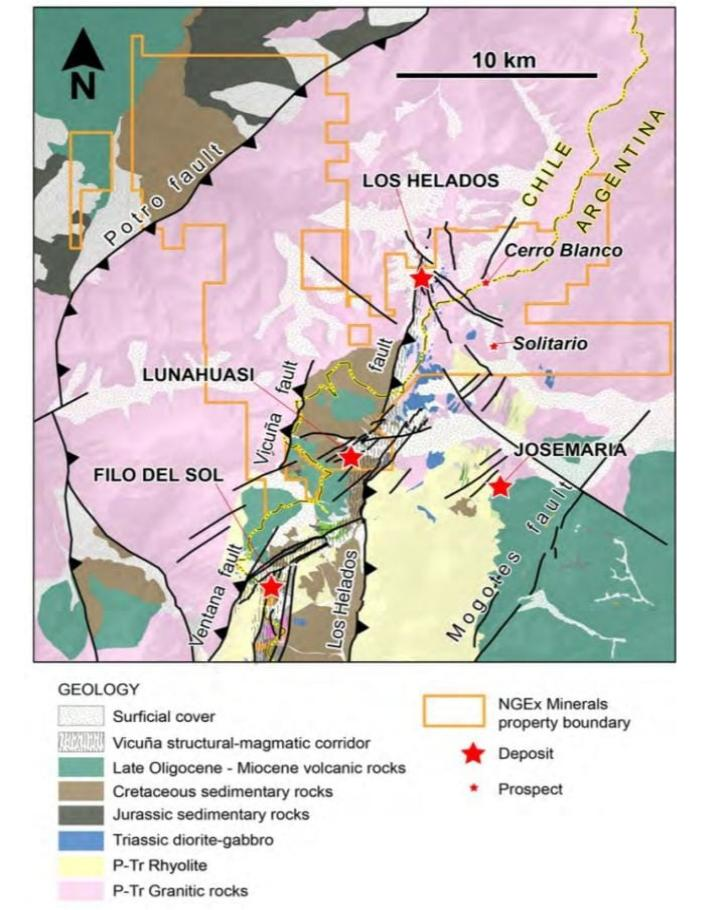 N
10 km
CHILE
ARGENTINA
Potro fault
LOS HELADOS
Cerro Blanco
Solitario
LUNAHUASI
Vicuña fault
fault
JOSEMARIA
FILO DEL SOL
Ventana fault
Los Helados
Mogotes fault
GEOLOGY
Surficial cover
Vicuña structural-magmatic corridor
Late Oligocene - Miocene volcanic rocks
Cretaceous sedimentary rocks
Jurassic sedimentary rocks
Triassic diorite-gabbro
P-Tr Rhyolite
P-Tr Granitic rocks
NGEx Minerals
property boundary
Deposit
Prospect